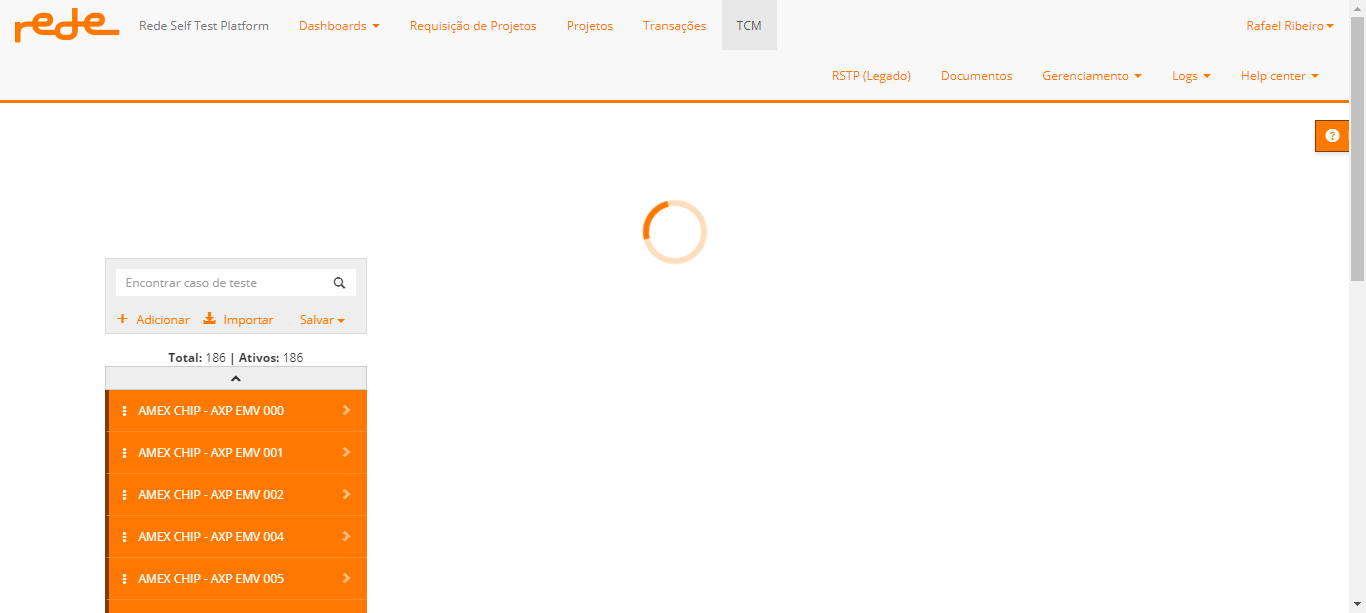 rede Rede Self Test Platform Dashboards Requisição de Projetos Projetos Transações TCM Rafael Ribeiro
RSTP (Legado) Documentos Gerenciamento Logs Help center
Encontrar caso de teste
Adicionar Importar Salvar
Total: 186 | Ativos: 186
AMEX CHIP - AXP EMV 000
AMEX CHIP - AXP EMV 001
AMEX CHIP - AXP EMV 002
AMEX CHIP - AXP EMV 004
AMEX CHIP - AXP EMV 005